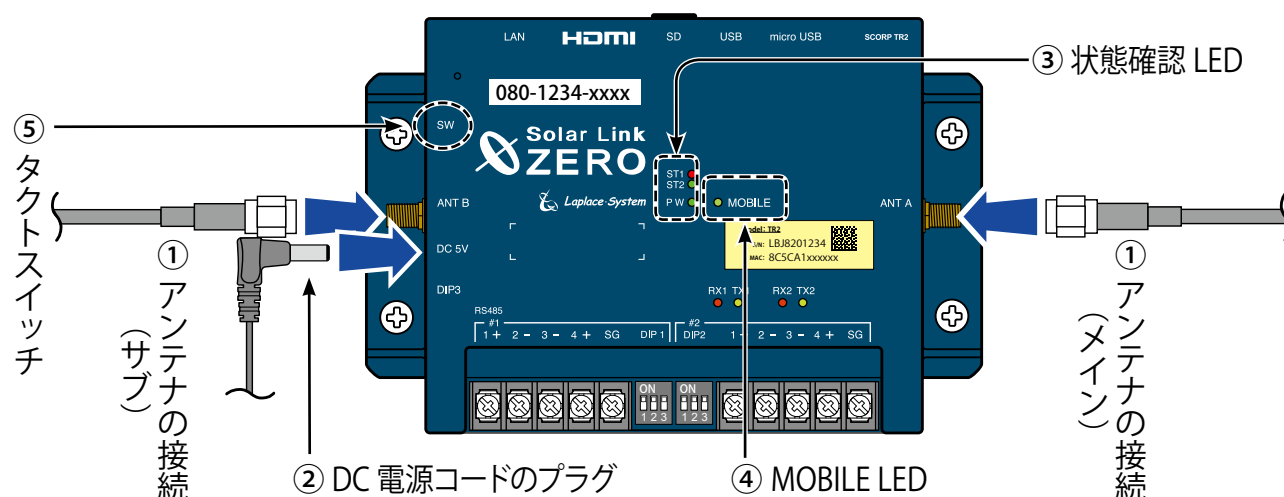 LAN HDMI SD USB micro USB SCORP TR2
③ 状態確認 LED
080-1234-xxxx
⑤ タクトスイッチ
SW
Solar Link
ZERO
ST1
ST2
PW
MOBILE
Laplace System
ANT B
ANT A
DC 5V
Model: TR2
S/N: LBJ8201234
MAC: 8C5CA1xxxxxx
① アンテナの接続
(サブ)
① アンテナの接続
(メイン)
DIP3
RX1 TX1 RX2 TX2
RS485
#1
1 + 2 - 3 - 4 + SG DIP 1
#2
DIP2 1 - 2 - 3 - 4 + SG
ON
1 2 3
ON
1 2 3
② DC 電源コードのプラグ
④ MOBILE LED